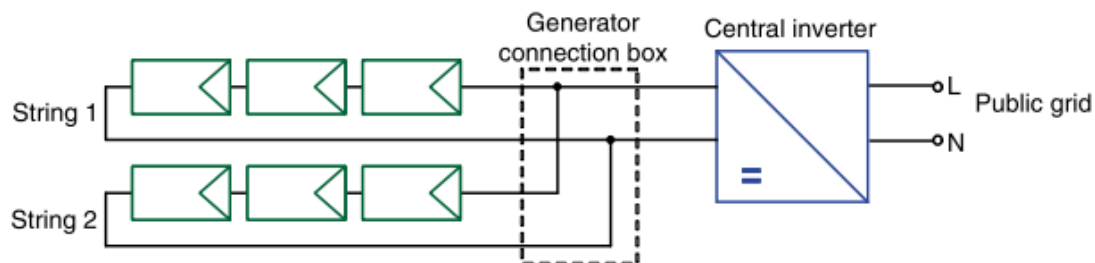 Generator
connection box
Central inverter
String 1
L
Public grid
N
String 2
=